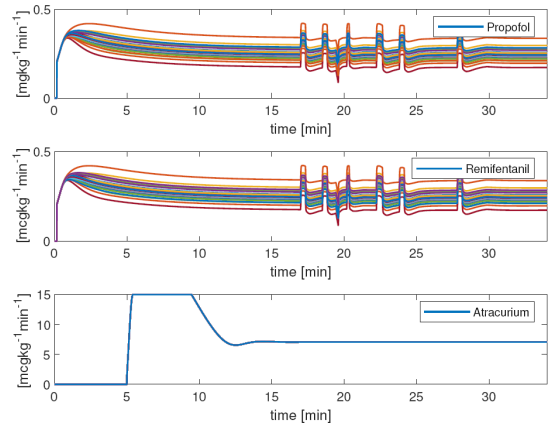 0.5
[mgkg-1min-1]
Propofol
0
0 5 10 15 20 25 30
time [min]
0.5
[mcgkg-1min-1]
Remifentanil
0
0 5 10 15 20 25 30
time [min]
15
10
5
0
[mcgkg-1min-1]
Atracurium
0 5 10 15 20 25 30
time [min]